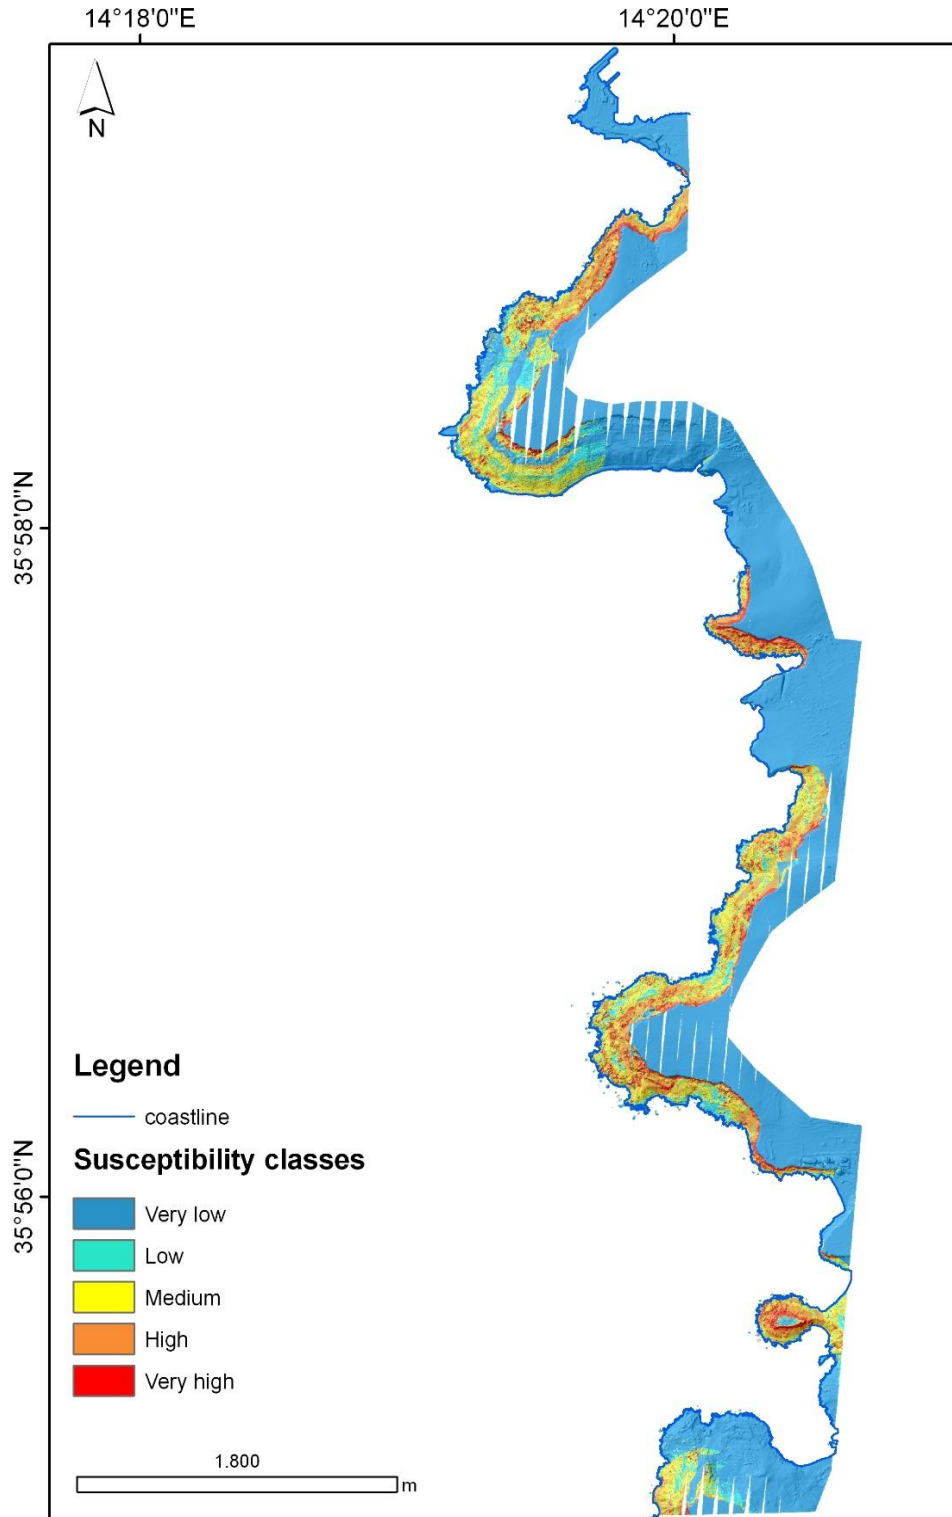 14°18'0"E
14°20'0"E
N
35°58'0"N
35°56'0"N
Legend
coastline
Susceptibility classes
Very low
Low
Medium
High
Very high
1.800
m